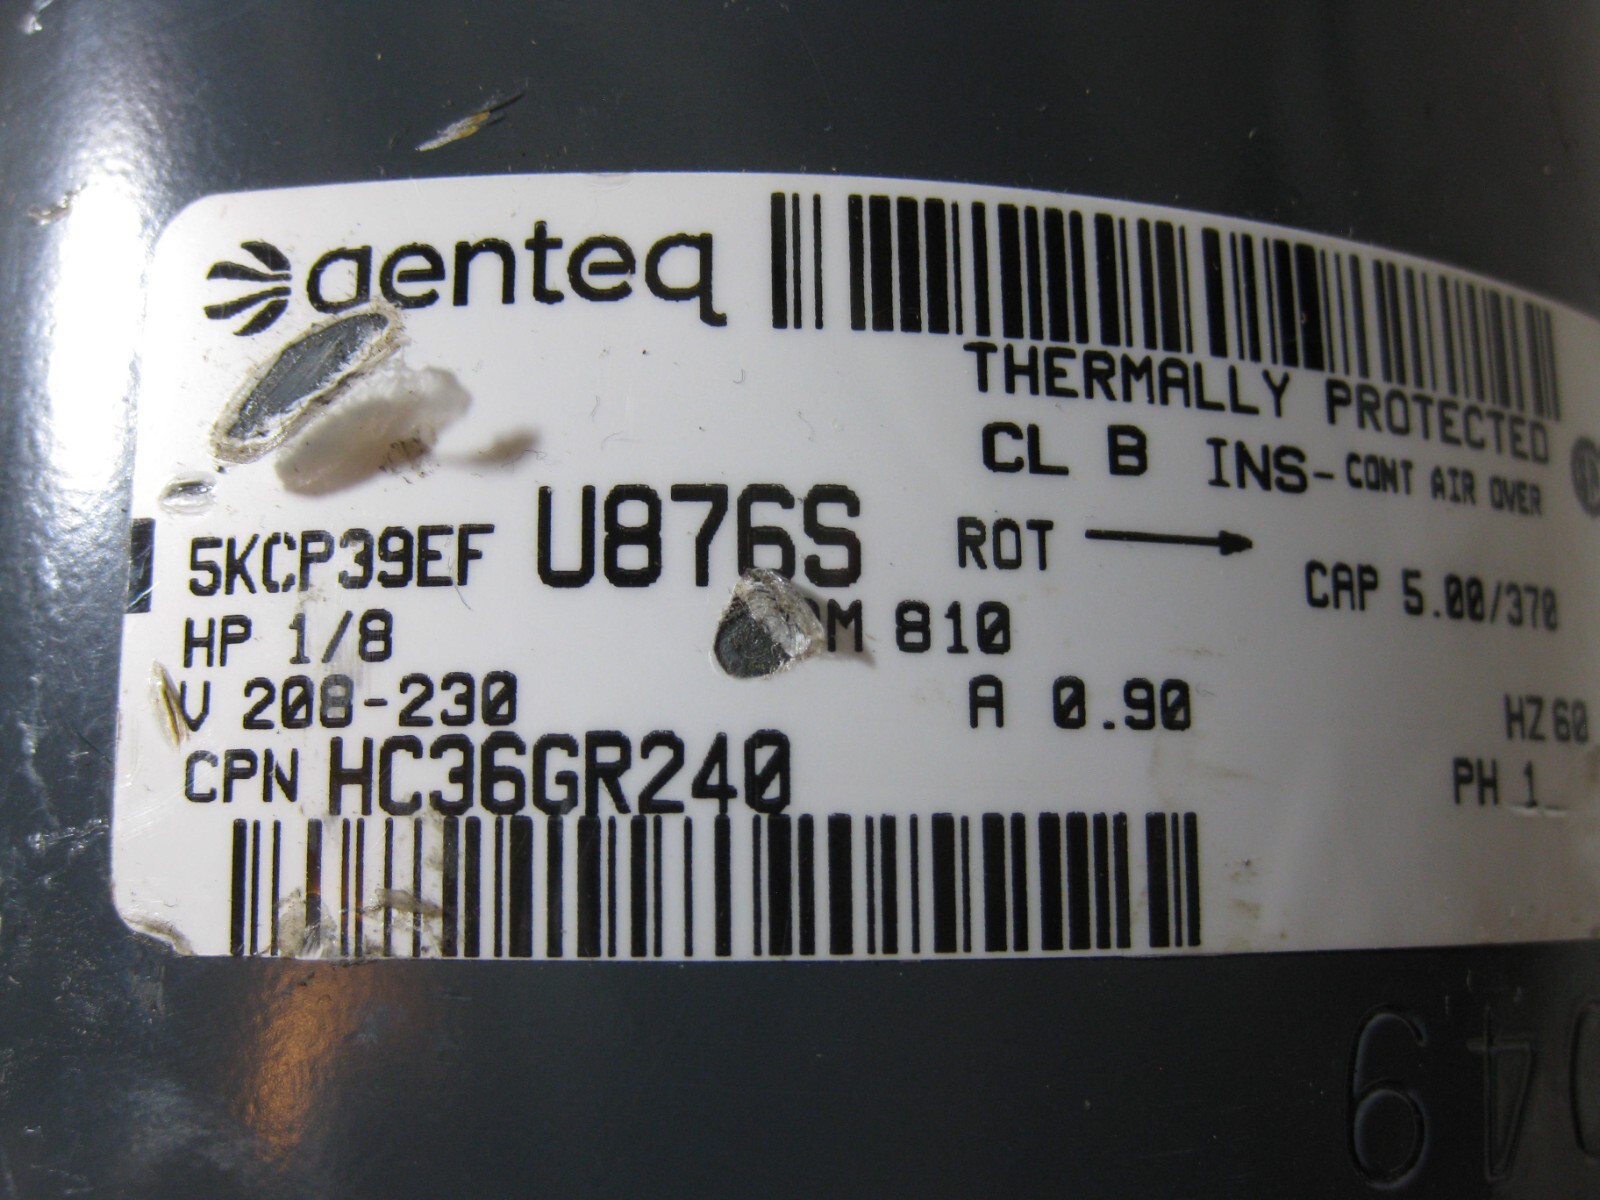 genteq
THERMALLY PROTECTED
CL B INS-CONT AIR OVER
5KCP39EF U876S ROT
CAP 5.00/370
HP 1/8 M 810
V 208-230 A 0.90 HZ 60
CPN HC36GR240 PH 1